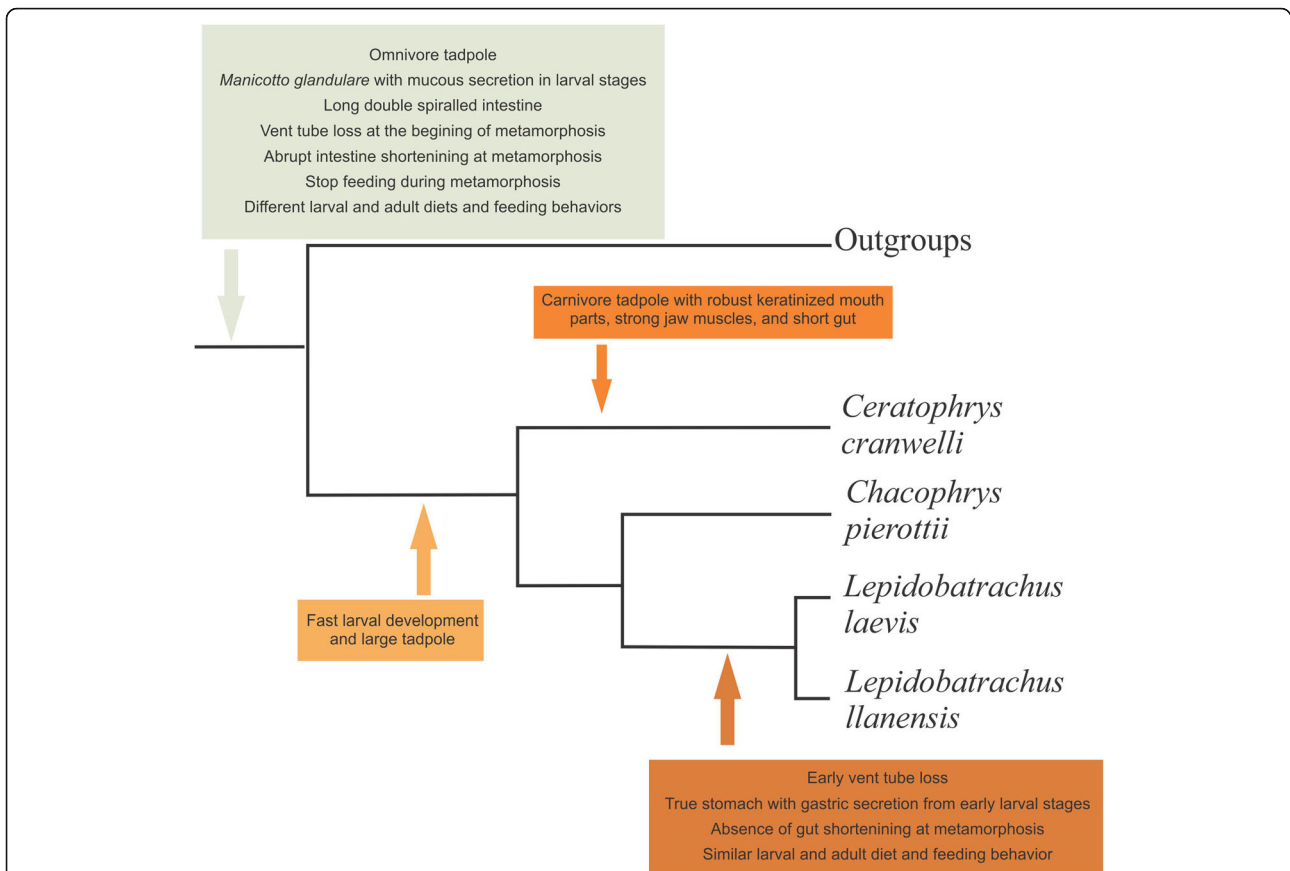 Omnivore tadpole
Manicotto glandulare with mucous secretion in larval stages
Long double spiralled intestine
Vent tube loss at the begining of metamorphosis
Abrupt intestine shortenining at metamorphosis
Stop feeding during metamorphosis
Different larval and adult diets and feeding behaviors
Outgroups
Carnivore tadpole with robust keratinized mouth
parts, strong jaw muscles, and short gut
Ceratophrys
cranwelli
Chacophrys
pierottii
Lepidobatrachus
laevis
Fast larval development
and large tadpole
Lepidobatrachus
llanensis
Early vent tube loss
True stomach with gastric secretion from early larval stages
Absence of gut shortenining at metamorphosis
Similar larval and adult diet and feeding behavior